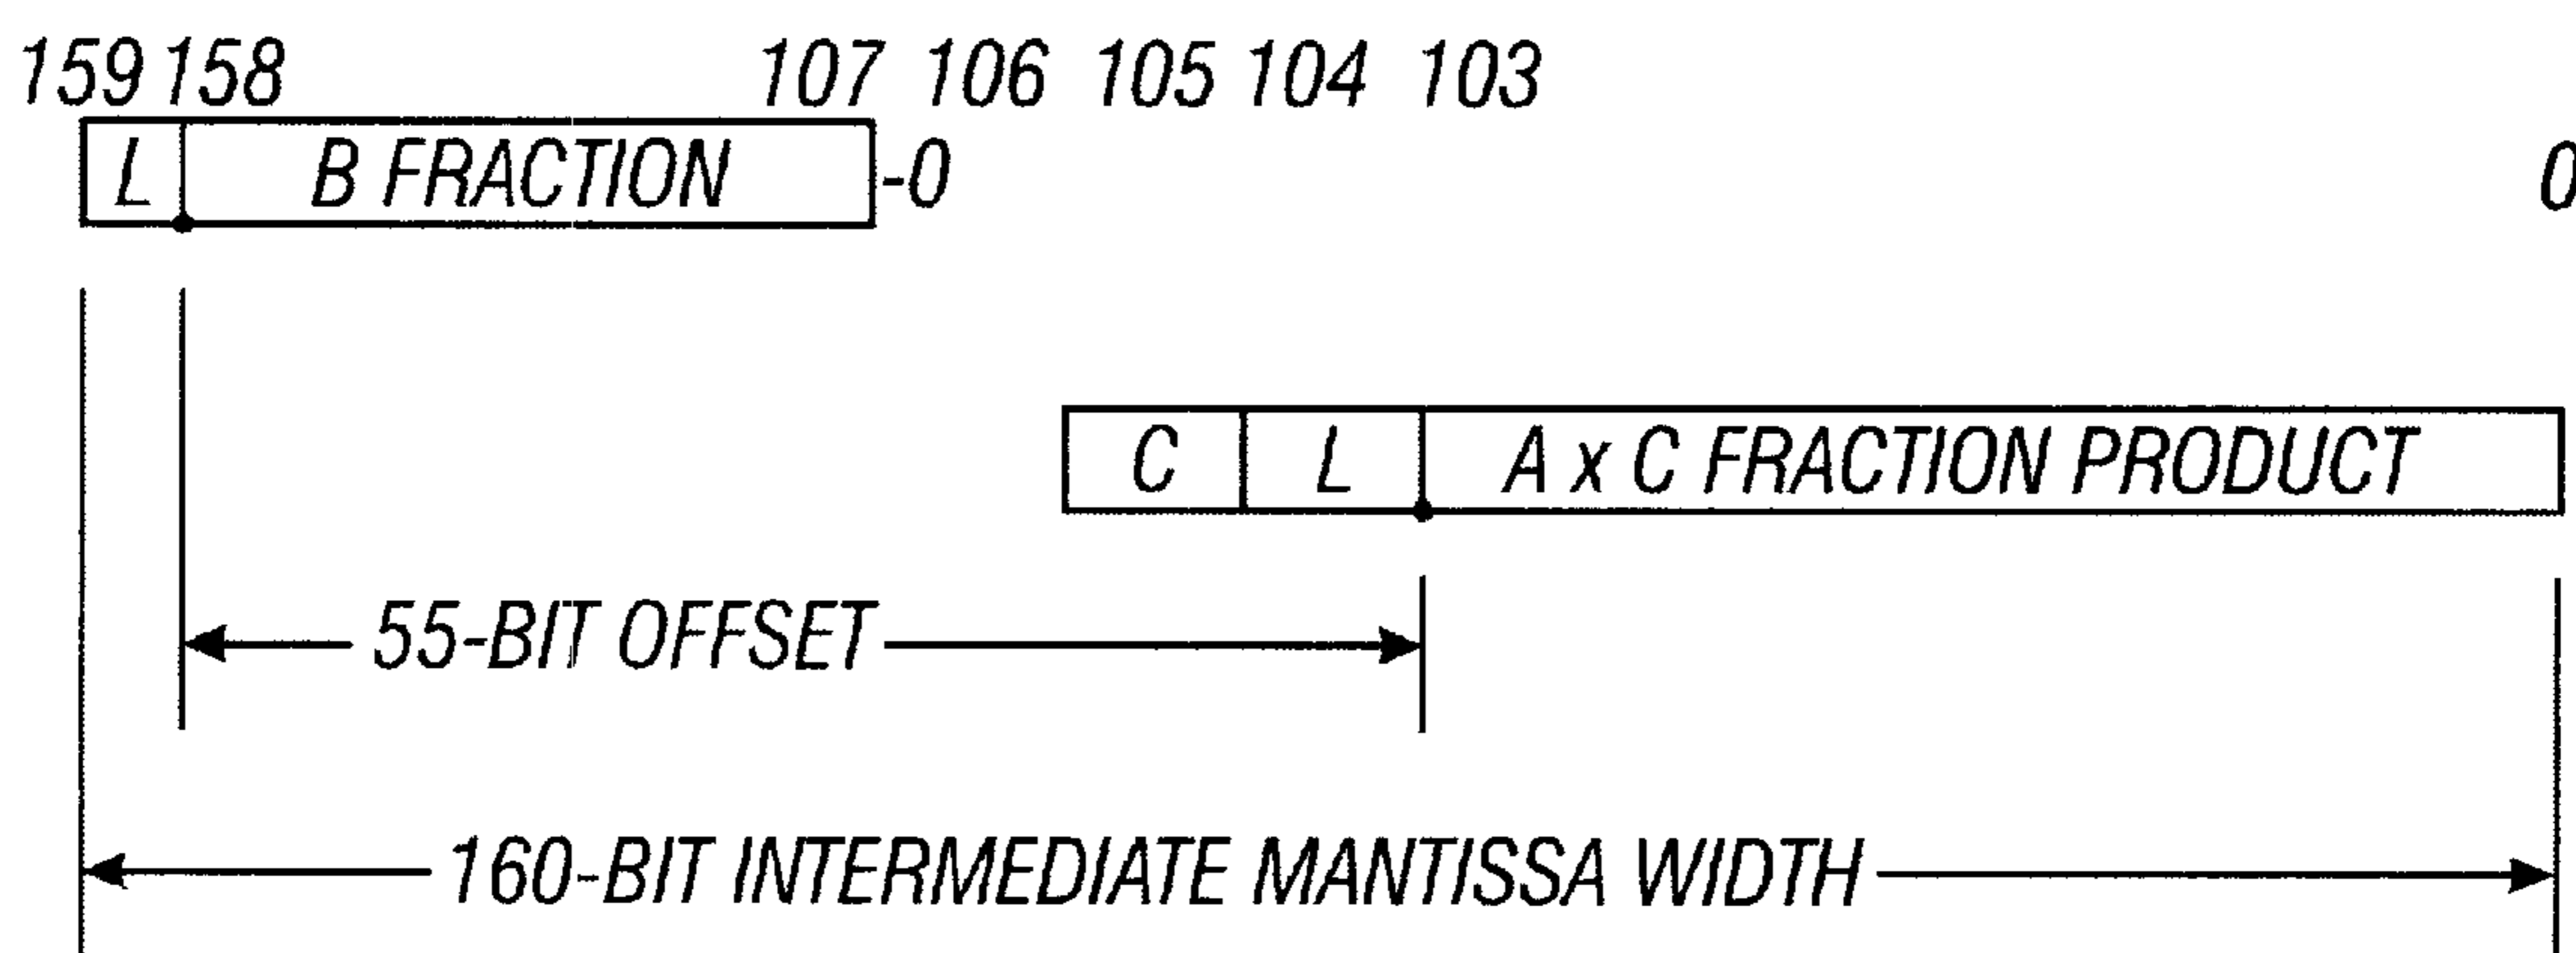 159 158 107 106 105 104 103
L B FRACTION -0 0
C L A x C FRACTION PRODUCT
55-BIT OFFSET
160-BIT INTERMEDIATE MANTISSA WIDTH